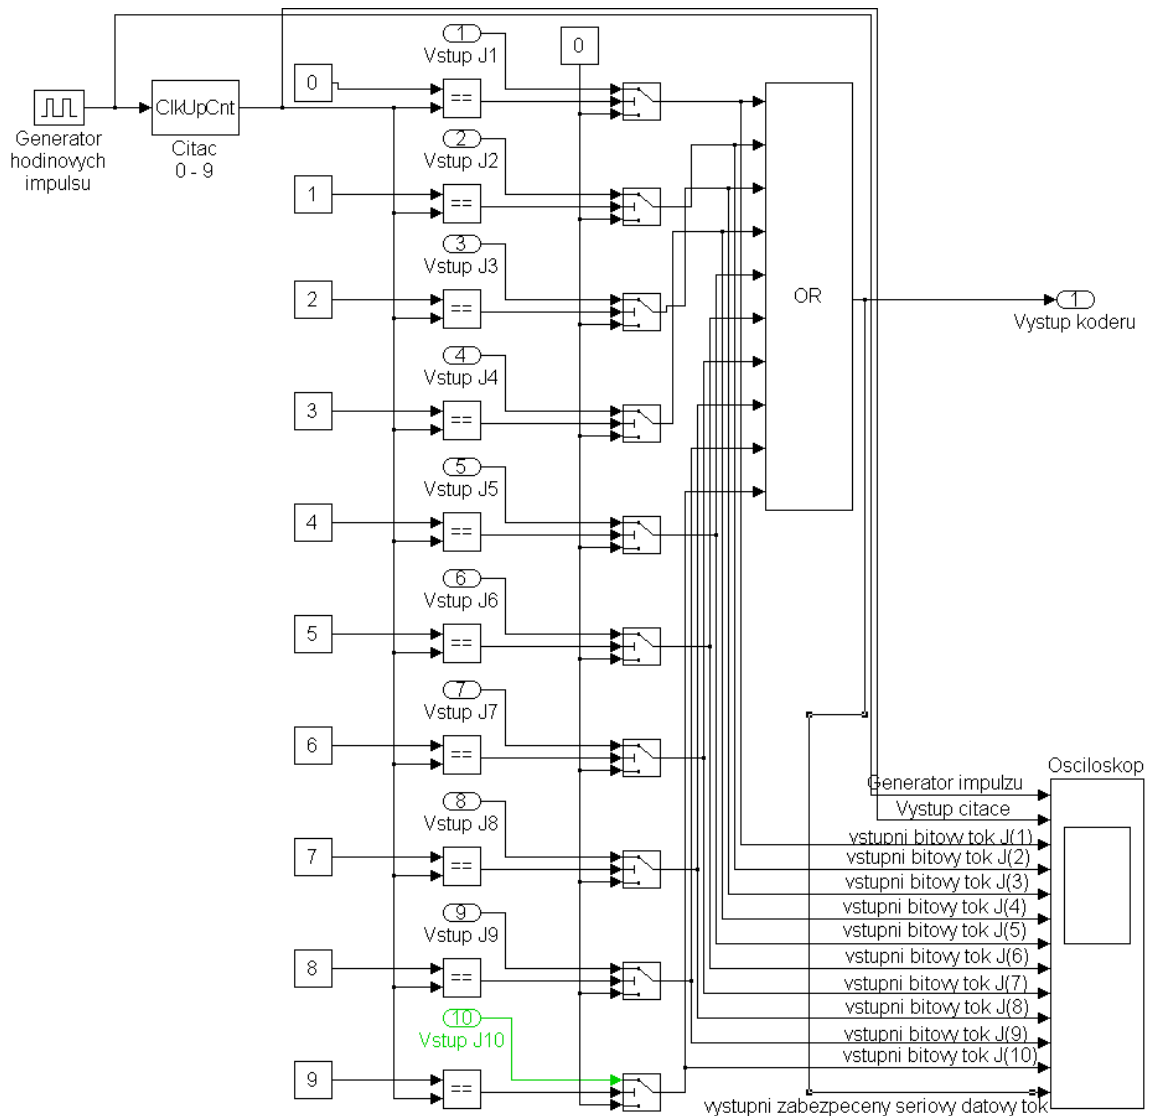 1
Vstup J1
0
0
==
ClkUpCnt
Generator
hodinovych
impulsu
Citac
0 - 9
2
Vstup J2
1
==
3
Vstup J3
2
==
OR
1
Vystup koderu
4
Vstup J4
3
==
5
Vstup J5
4
==
6
Vstup J6
5
==
7
Vstup J7
6
==
Osciloskop
Generator impulzu
8
Vstup J8
Vystup citace
vstupni bitovy tok J(1)
7
==
vstupni bitovy tok J(2)
vstupni bitovy tok J(3)
9
Vstup J9
vstupni bitovy tok J(4)
vstupni bitovy tok J(5)
8
==
vstupni bitovy tok J(6)
vstupni bitovy tok J(7)
10
Vstup J10
vstupni bitovy tok J(8)
vstupni bitovy tok J(9)
vstupni bitovy tok J(10)
9
==
vystupni zabezpeceny seriovy datovy tok